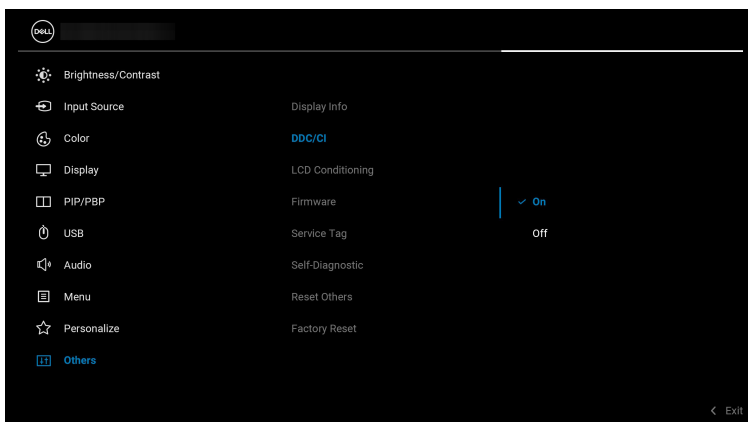 DELL
Brightness/Contrast
Input Source
Display Info
Color
DDC/CI
Display
LCD Conditioning
PIP/PBP
Firmware
On
USB
Service Tag
Off
Audio
Self-Diagnostic
Menu
Reset Others
Personalize
Factory Reset
Others
Exit